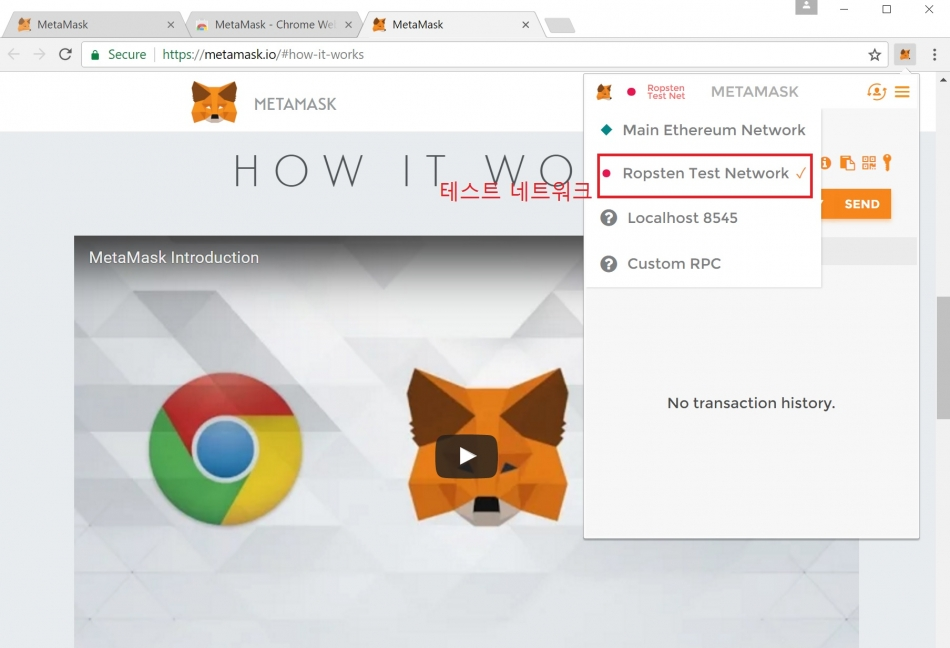 MetaMask
MetaMask - Chrome We
MetaMask
Secure
https://metamask.io/#how-it-works
METAMASK
Ropsten
Test Net
METAMASK
Main Ethereum Network
Ropsten Test Network
Localhost 8545
Custom RPC
SEND
HOW IT WO
테스트 네트워크
MetaMask Introduction
No transaction history.